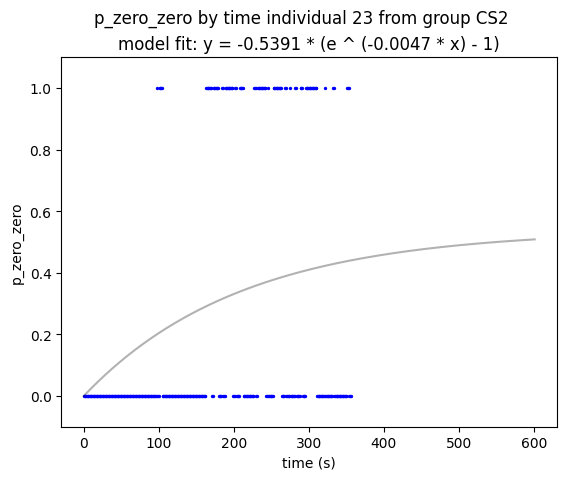 p_zero_zero by time individual 23 from group CS2
model fit: y = -0.5391 * (e ^ (-0.0047 * x) - 1)
1.0
0.8
0.6
0.4
0.2
0.0
p_zero_zero
0 100 200 300 400 500 600
time (s)